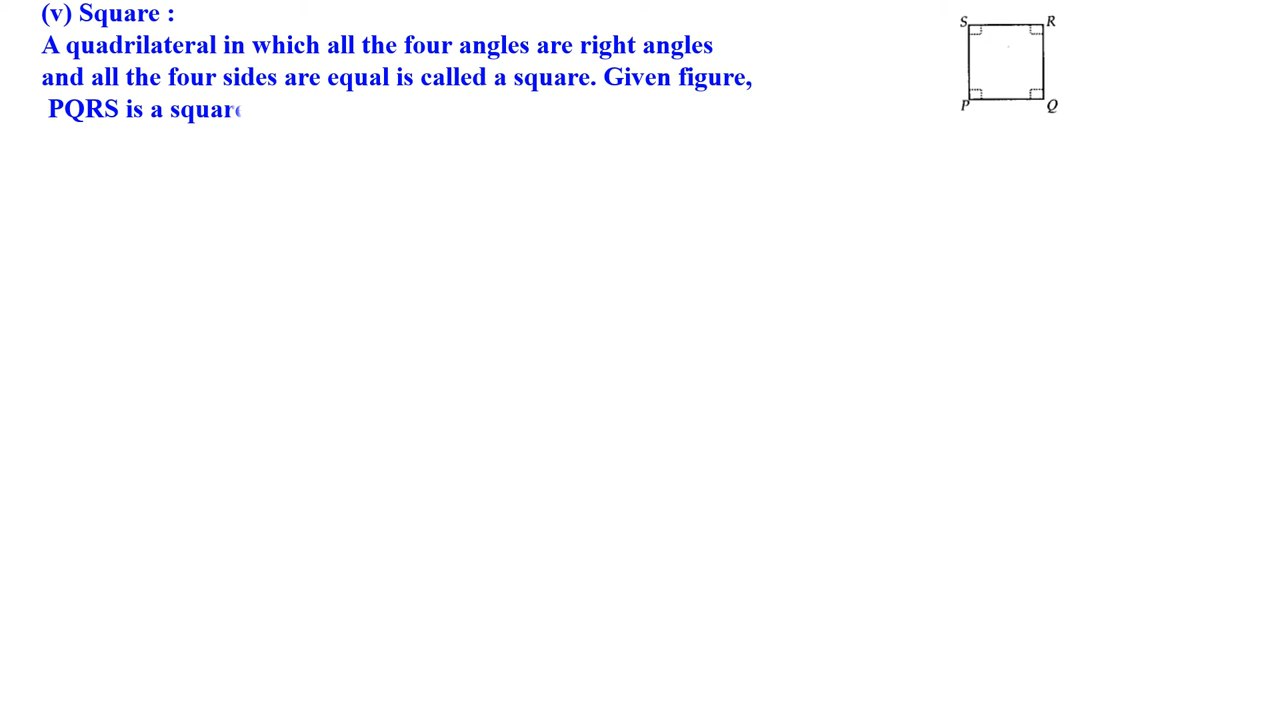 (v) Square :
A quadrilateral in which all the four angles are right angles
and all the four sides are equal is called a square. Given figure,
PQRS is a square
S R
P Q